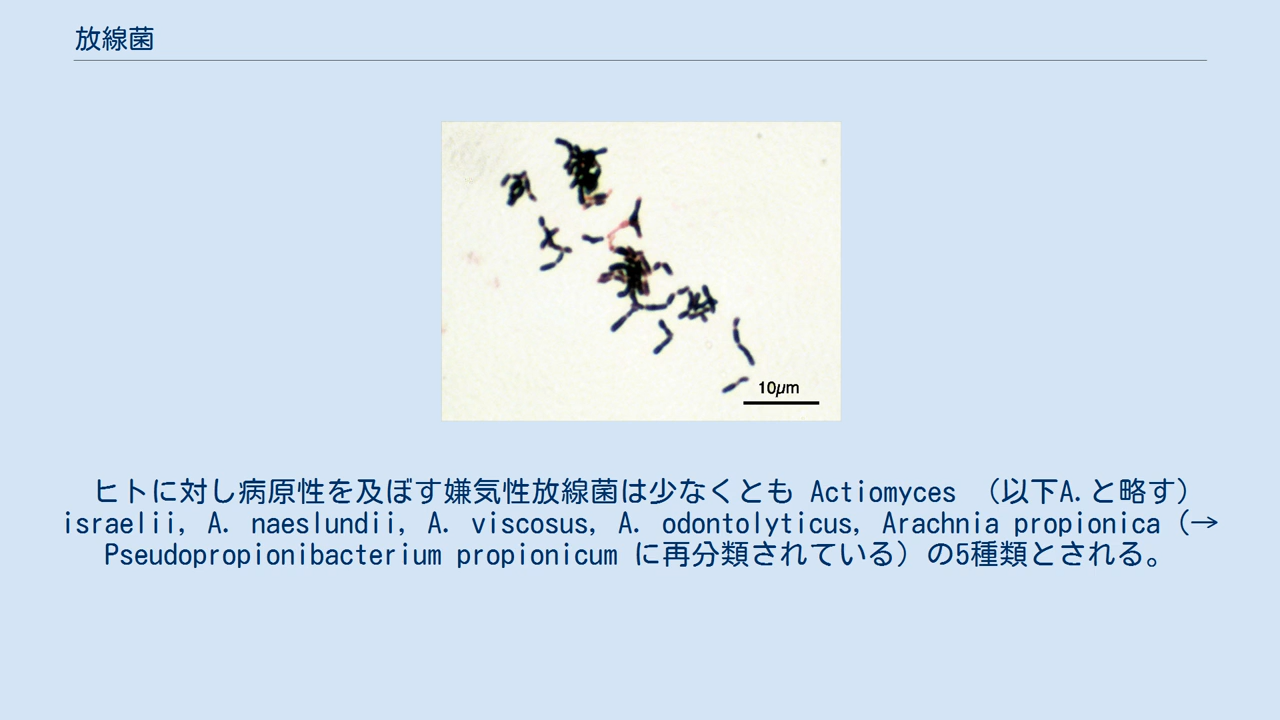 放線菌
10μm
ヒトに対し病原性を及ぼす嫌気性放線菌は少なくとも Actiomyces （以下A.と略す）
israelii, A. naeslundii, A. viscosus, A. odontolyticus, Arachnia propionica（→
Pseudopropionibacterium propionicum に再分類されている）の5種類とされる。